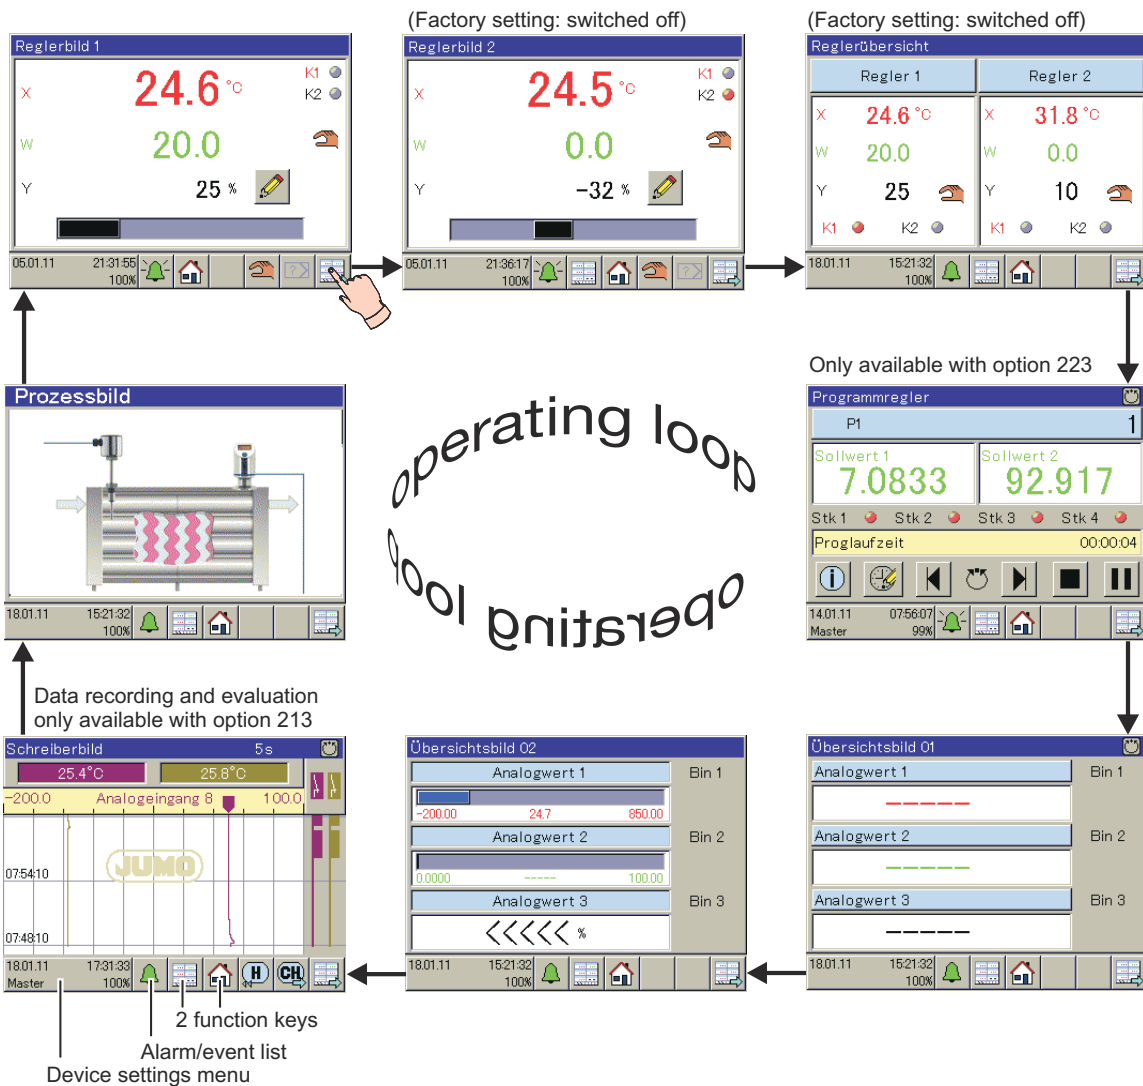 (Factory setting: switched off)
(Factory setting: switched off)
Reglerbild 1
X 24.6 °C K1
K2
W 20.0
Y 25 %
05.01.11 21:31:55
100%
Reglerbild 2
X 24.5 °C K1
K2
W 0.0
Y -32 %
05.01.11 21:36:17
100%
? >
Reglerübersicht
Regler 1 Regler 2
X 24.6 °C X 31.8 °C
W 20.0 W 0.0
Y 25 Y 10
K1 K2 K1 K2
18.01.11 15:21:32
100%
Only available with option 223
Programmregler
P1 1
Sollwert 1 Sollwert 2
7.0833 92.917
Stk 1 Stk 2 Stk 3 Stk 4
Proglaufzeit 00:00:04
i
14.01.11 07:56:07
Master 99%
Prozessbild
18.01.11 15:21:32
100%
operating loop
operating loop
Data recording and evaluation
only available with option 213
Schreiberbild 5s
25.4°C 25.8°C
-200.0 Analogeingang 8 100.0
JUMO
07:54:10
07:48:10
18.01.11 17:31:33
Master 100%
H CH
Übersichtsbild 02
Analogwert 1 Bin 1
-200.00 24.7 850.00
Analogwert 2 Bin 2
0.0000 ----- 100.00
Analogwert 3 Bin 3
<<<<< %
18.01.11 15:21:32
100%
Übersichtsbild 01
Analogwert 1 Bin 1
-----
Analogwert 2 Bin 2
-----
Analogwert 3 Bin 3
-----
18.01.11 15:21:32
100%
2 function keys
Alarm/event list
Device settings menu